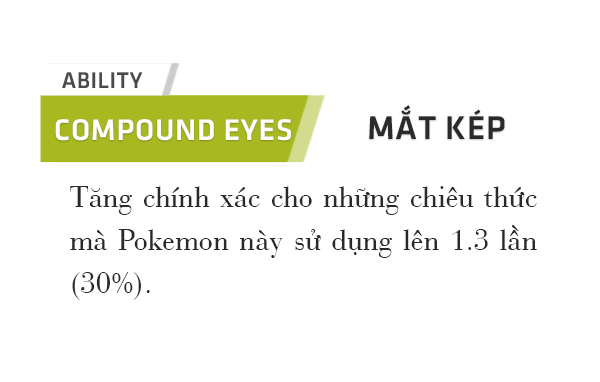 ABILITY
COMPOUND EYES
MẮT KÉP
Tăng chính xác cho những chiêu thức
mà Pokemon này sử dụng lên 1.3 lần
(30%).